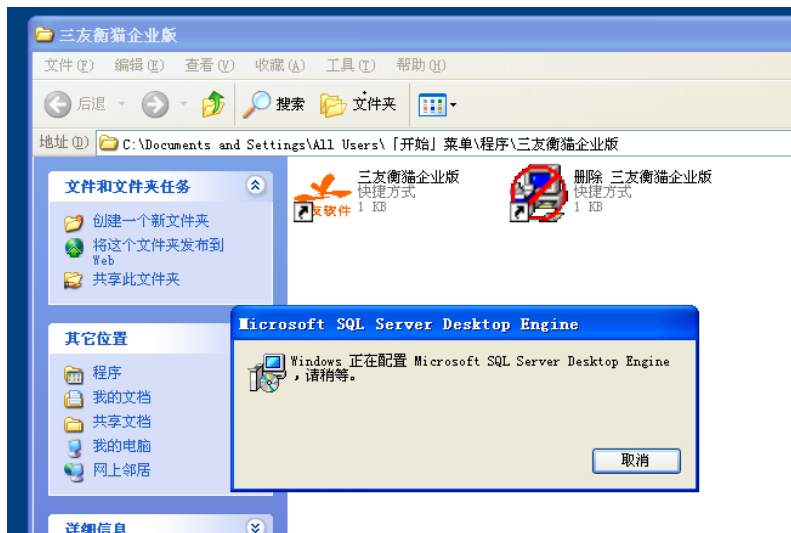 三友衡猫企业版
文件(F) 编辑(E) 查看(V) 收藏(A) 工具(T) 帮助(H)
后退 搜索 文件夹
地址(D) C:\Documents and Settings\All Users\「开始」菜单\程序\三友衡猫企业版
文件和文件夹任务
创建一个新文件夹
将这个文件夹发布到
Web
共享此文件夹
三友衡猫企业版
快捷方式
1 KB
友软件
删除 三友衡猫企业版
快捷方式
1 KB
其它位置
程序
我的文档
共享文档
我的电脑
网上邻居
详细信息
Microsoft SQL Server Desktop Engine
Windows 正在配置 Microsoft SQL Server Desktop Engine
，请稍等。
取消